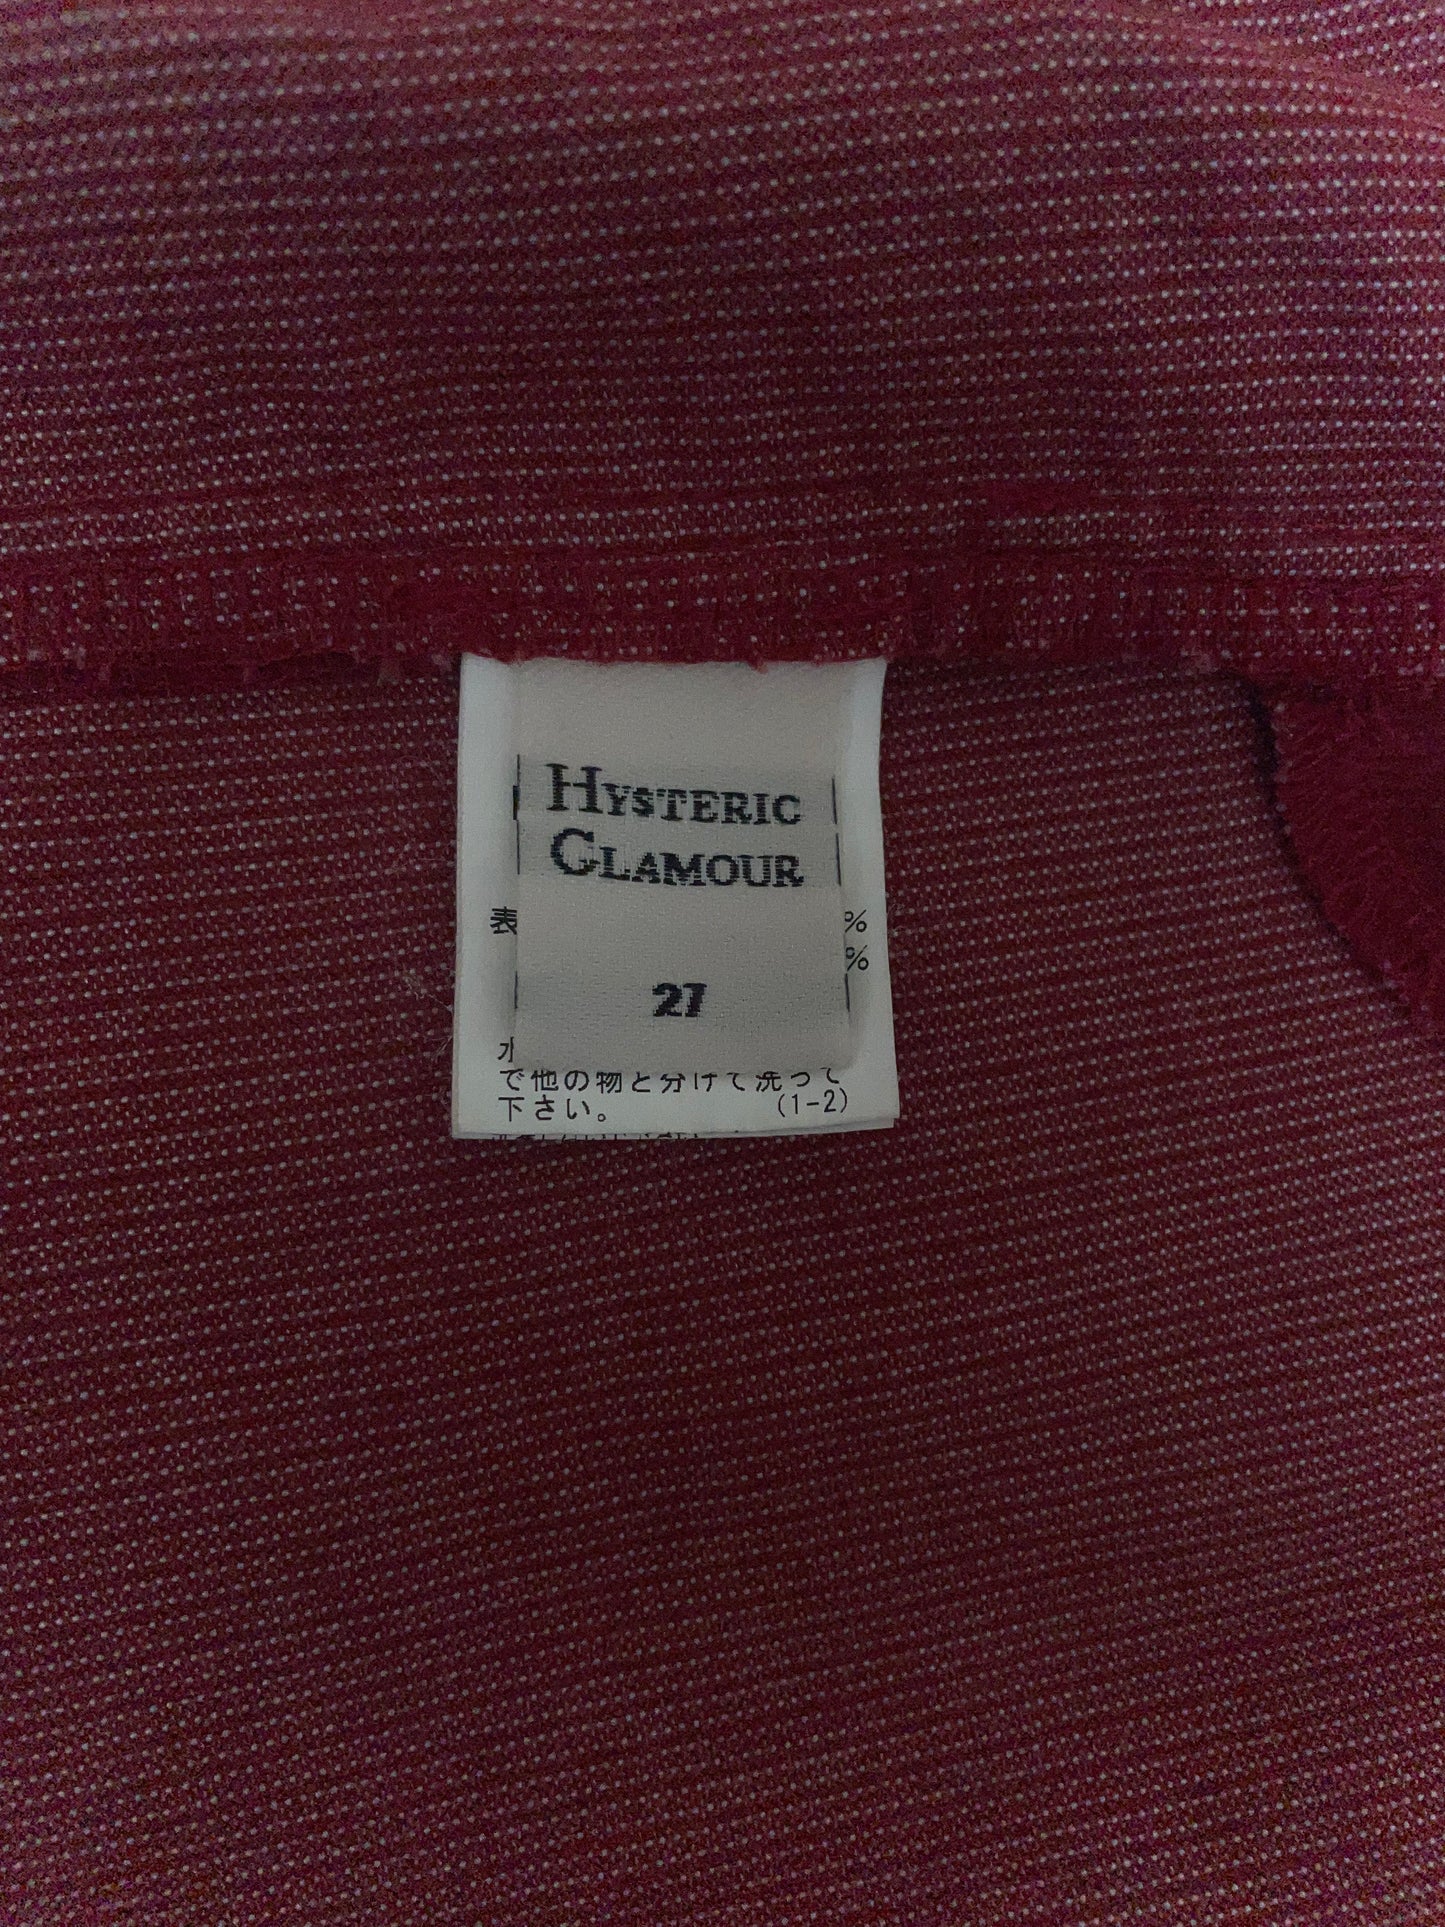 HYSTERIC
GLAMOUR
表 %
%
27
水
で他の物と分けて洗って
下さい。 (1-2)